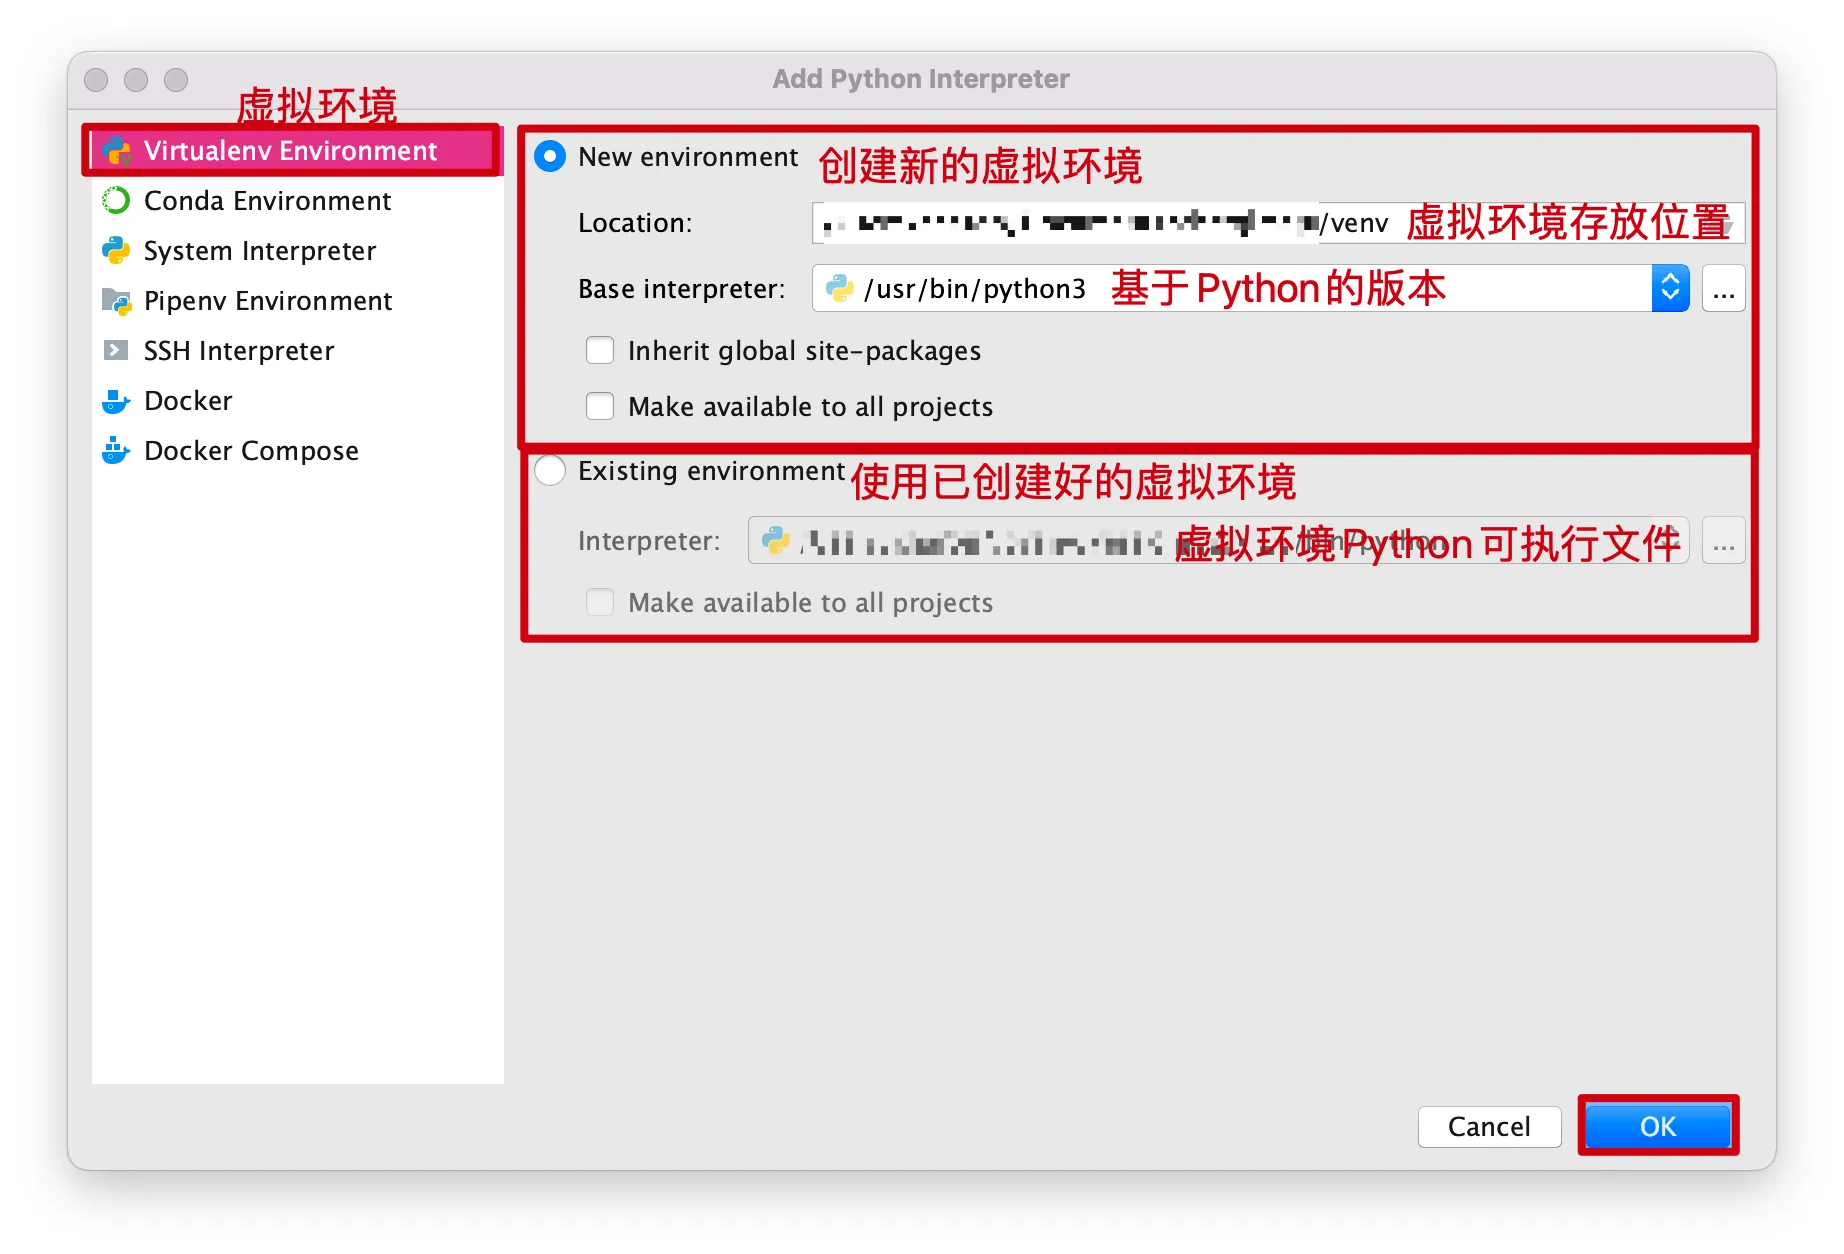 Add Python Interpreter
虚拟环境
Virtualenv Environment
Conda Environment
System Interpreter
Pipenv Environment
SSH Interpreter
Docker
Docker Compose
New environment 创建新的虚拟环境
Location: /venv 虚拟环境存放位置
Base interpreter: /usr/bin/python3 基于Python的版本 ...
Inherit global site-packages
Make available to all projects
Existing environment 使用已创建好的虚拟环境
Interpreter: /bin/python 虚拟环境Python可执行文件 ...
Make available to all projects
Cancel OK